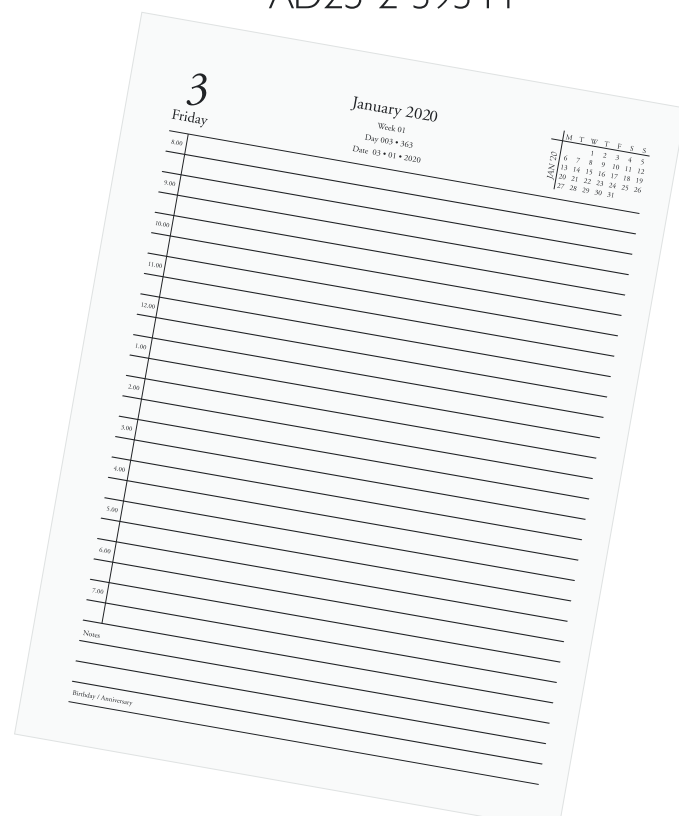 3
Friday
January 2020
Week 01
Day 003 • 363
Date 03 • 01 • 2020
JAN'20
M T W T F S S
1 2 3 4 5
6 7 8 9 10 11 12
13 14 15 16 17 18 19
20 21 22 23 24 25 26
27 28 29 30 31
8.00
9.00
10.00
11.00
12.00
1.00
2.00
3.00
4.00
5.00
6.00
7.00
Notes
Birthday / Anniversary